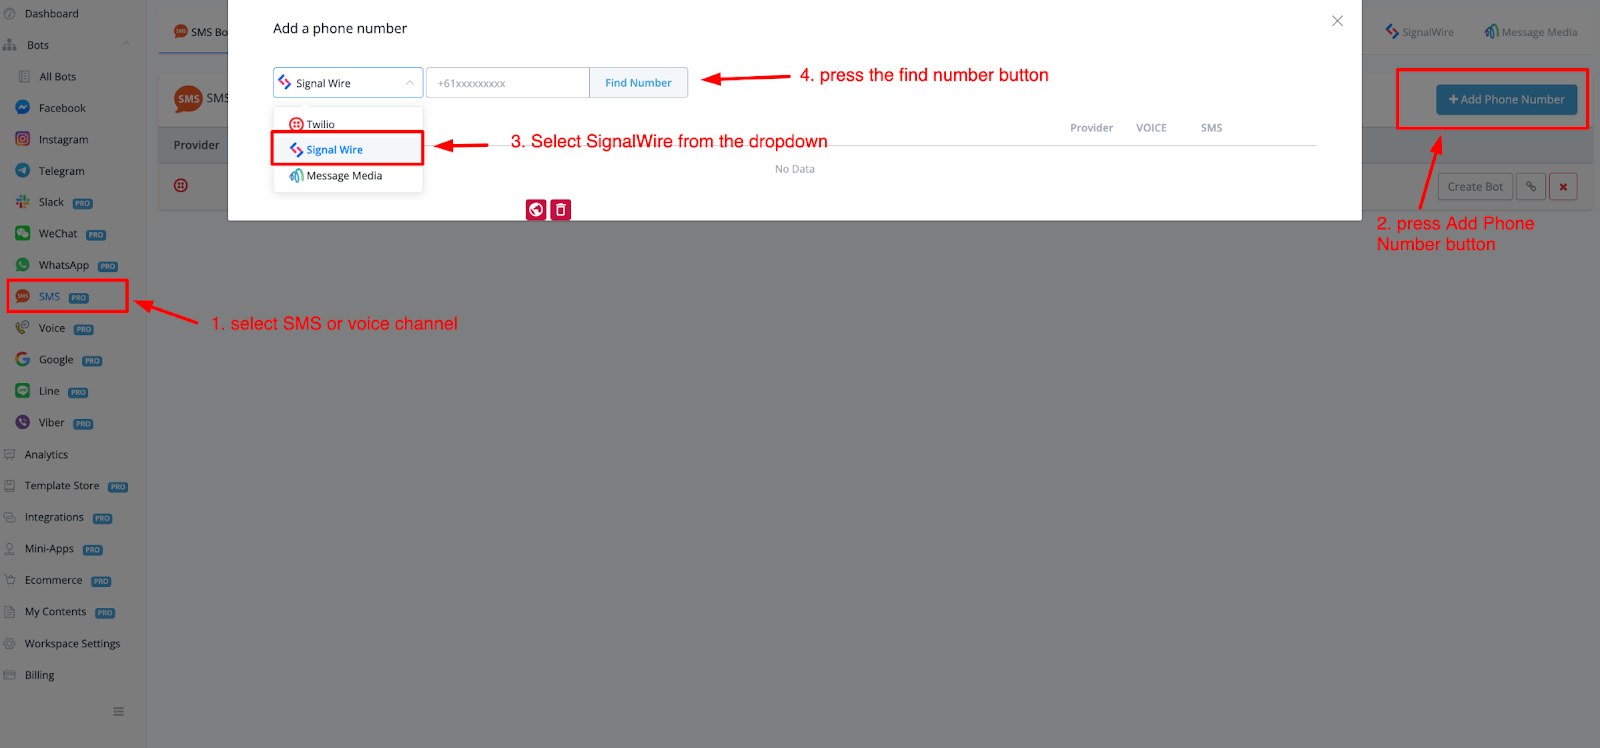 Dashboard
Bots
All Bots
Facebook
Instagram
Telegram
Slack PRO
WeChat PRO
WhatsApp PRO
SMS SMS PRO
Voice PRO
Google PRO
Line PRO
Viber PRO
Analytics
Template Store PRO
Integrations PRO
Mini-Apps PRO
Ecommerce PRO
My Contents PRO
Workspace Settings
Billing
SMS SMS Bo
SMS SMS
Provider
Add a phone number
Signal Wire
+61xxxxxxxxx
Find Number
Twilio
Signal Wire
Message Media
Provider VOICE SMS
No Data
SignalWire
Message Media
+ Add Phone Number
Create Bot
1. select SMS or voice channel
2. press Add Phone
Number button
3. Select SignalWire from the dropdown
4. press the find number button